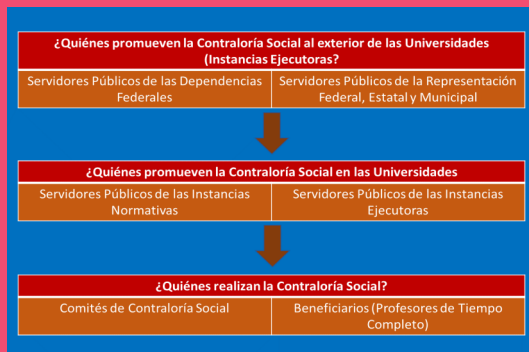 ¿Quiénes promueven la Contraloría Social al exterior de las Universidades
(Instancias Ejecutoras?
Servidores Públicos de las Dependencias
Federales
Servidores Públicos de la Representación
Federal, Estatal y Municipal
¿Quiénes promueven la Contraloría Social en las Universidades
Servidores Públicos de las Instancias
Normativas
Servidores Públicos de las Instancias
Ejecutoras
¿Quiénes realizan la Contraloría Social?
Comités de Contraloría Social
Beneficiarios (Profesores de Tiempo
Completo)